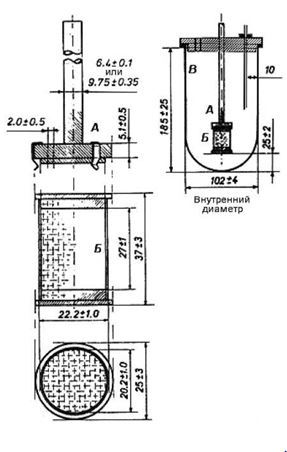 6.4±0.1
или
9.75±0.35
2.0±0.5
А
5.1±0.5
Б
27±1
37±3
22.2±1.0
20.2±1.0
25±3
В
10
А
Б
185±25
25±2
102±4
Внутренний
диаметр